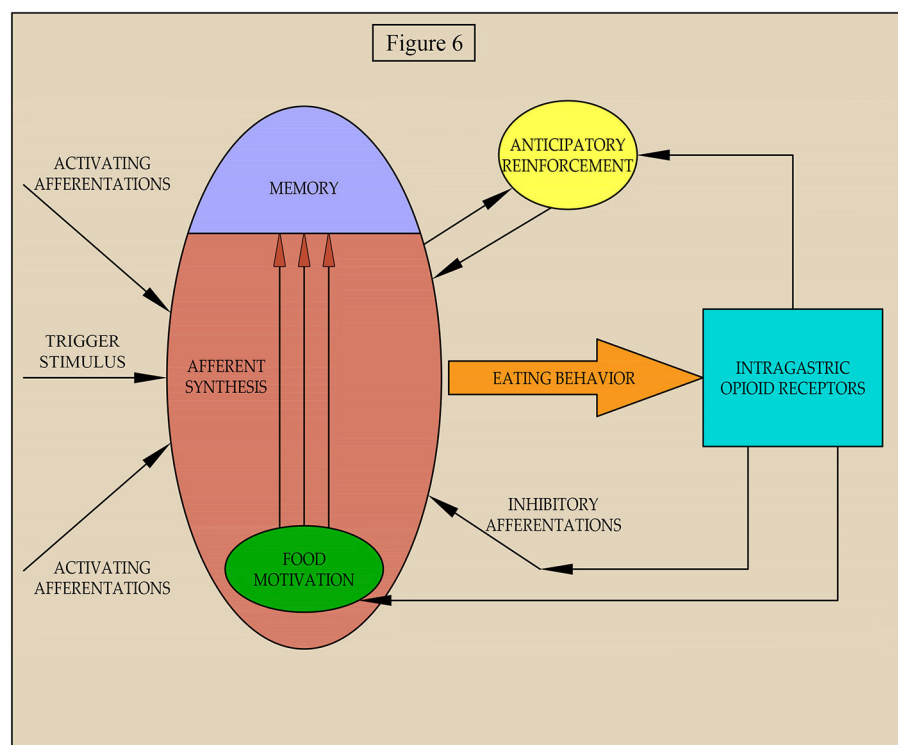 Figure 6
ACTIVATING
AFFERENTATIONS
MEMORY
ANTICIPATORY
REINFORCEMENT
TRIGGER
STIMULUS
AFFERENT
SYNTHESIS
EATING BEHAVIOR
INTRAGASTRIC
OPIOID RECEPTORS
INHIBITORY
AFFERENTATIONS
FOOD
MOTIVATION
ACTIVATING
AFFERENTATIONS